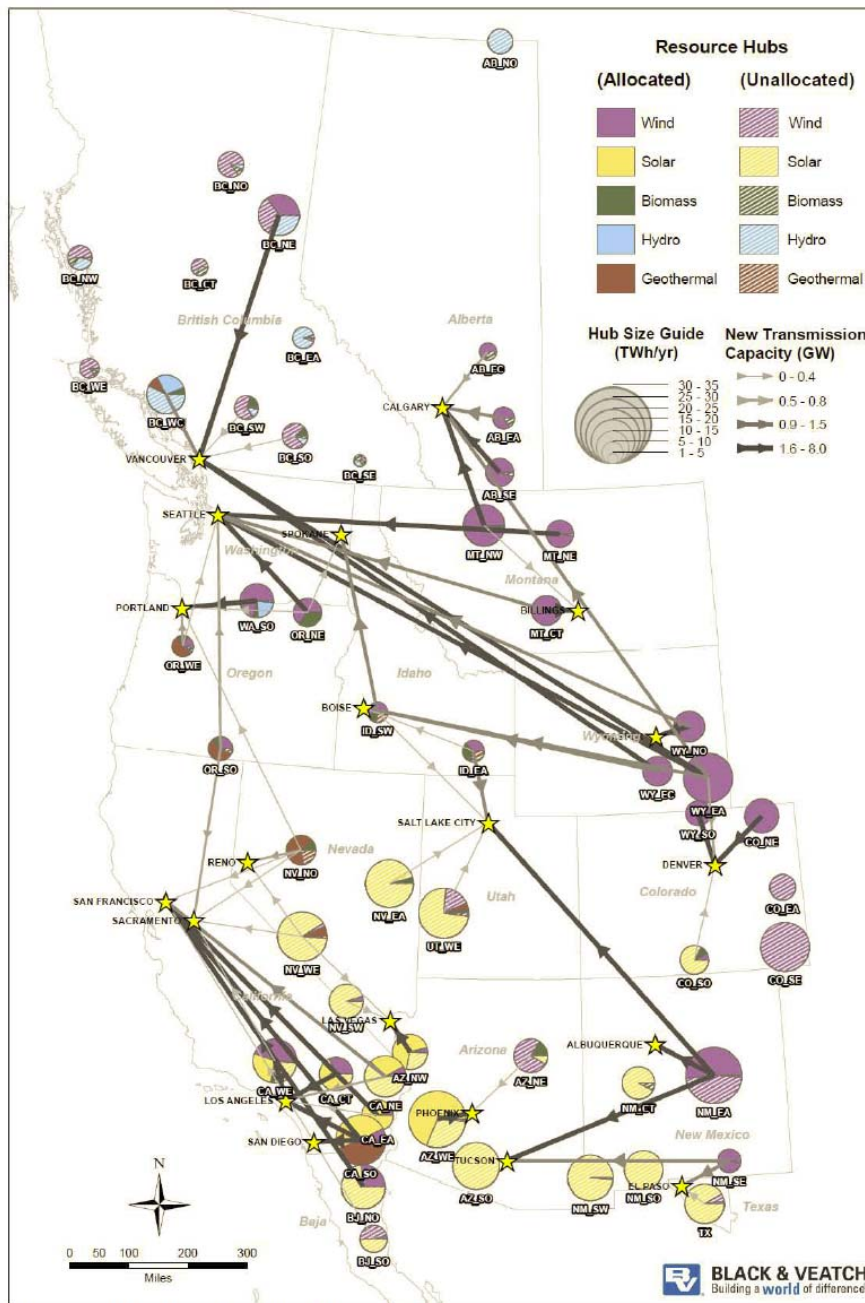 Resource Hubs
(Allocated)
(Unallocated)
Wind
Wind
Solar
Solar
Biomass
Biomass
Hydro
Hydro
Geothermal
Geothermal
Hub Size Guide
(TWh/yr)
30 - 35
25 - 30
20 - 25
15 - 20
10 - 15
5 - 10
1 - 5
New Transmission
Capacity (GW)
0 - 0.4
0.5 - 0.8
0.9 - 1.5
1.6 - 8.0
AB_NO
BC_NO
BC_NE
BC_NW
BC_CT
British Columbia
Alberta
BC_EA
AB_EC
BC_WE
BC_WC
CALGARY
BC_SW
AB_EA
BC_SO
VANCOUVER
BC_SE
AB_SE
SEATTLE
SPOKANE
MT_NW
MT_NE
Washington
Montana
PORTLAND
WA_SO
OR_NE
MT_CT
BILLINGS
OR_WE
Oregon
Idaho
BOISE
ID_SW
Wyoming
WY_NO
OR_SO
ID_EA
WY_EC
WY_EA
SALT LAKE CITY
WY_SO
CO_NE
RENO
NV_NO
Nevada
DENVER
Colorado
SAN FRANCISCO
NV_EA
Utah
CO_EA
SACRAMENTO
UT_WE
NV_WE
CO_SO
CO_SE
California
NV_SW
LAS VEGAS
Arizona
ALBUQUERQUE
CA_WE
CA_CT
AZ_NW
AZ_NE
NM_CT
NM_EA
LOS ANGELES
CA_NE
PHOENIX
CA_EA
SAN DIEGO
AZ_WE
New Mexico
CA_SO
TUCSON
AZ_SO
NM_SE
EL PASO
NM_SW
NM_SO
Texas
BJ_NO
TX
Baja
BJ_SO
N
0 50 100 200 300
Miles
BV
BLACK & VEATCH
Building a world of difference